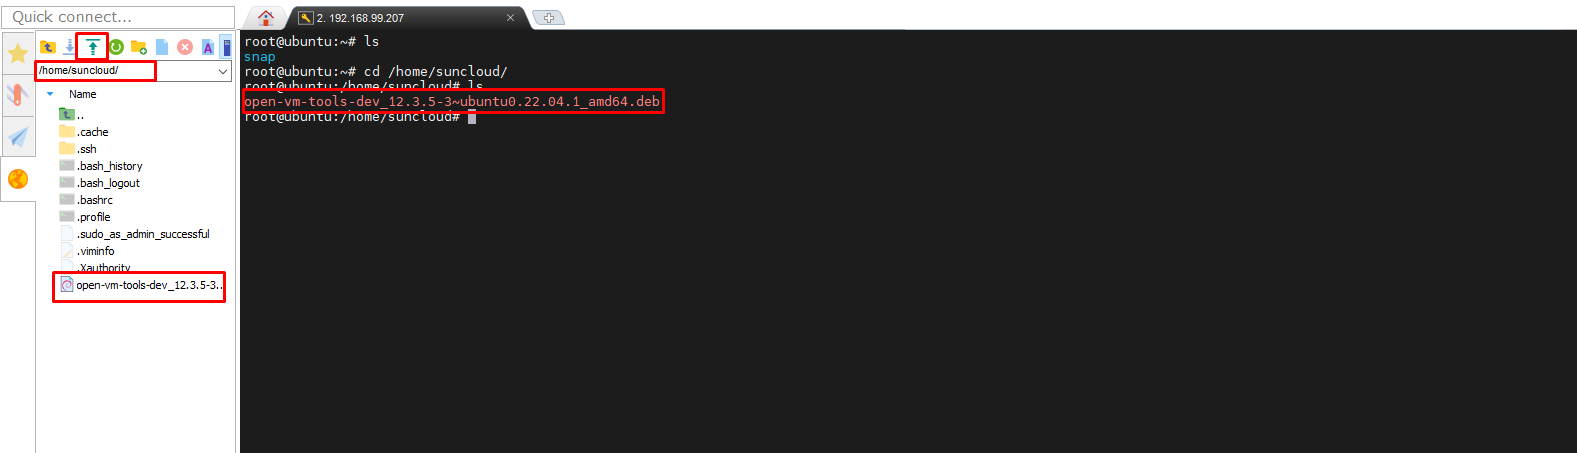 Quick connect...
2. 192.168.99.207
/home/suncloud/
Name
..
.cache
.ssh
.bash_history
.bash_logout
.bashrc
.profile
.sudo_as_admin_successful
.viminfo
.Xauthority
open-vm-tools-dev_12.3.5-3..
root@ubuntu:~# ls
snap
root@ubuntu:~# cd /home/suncloud/
root@ubuntu:/home/suncloud# ls
open-vm-tools-dev_12.3.5-3~ubuntu0.22.04.1_amd64.deb
root@ubuntu:/home/suncloud#